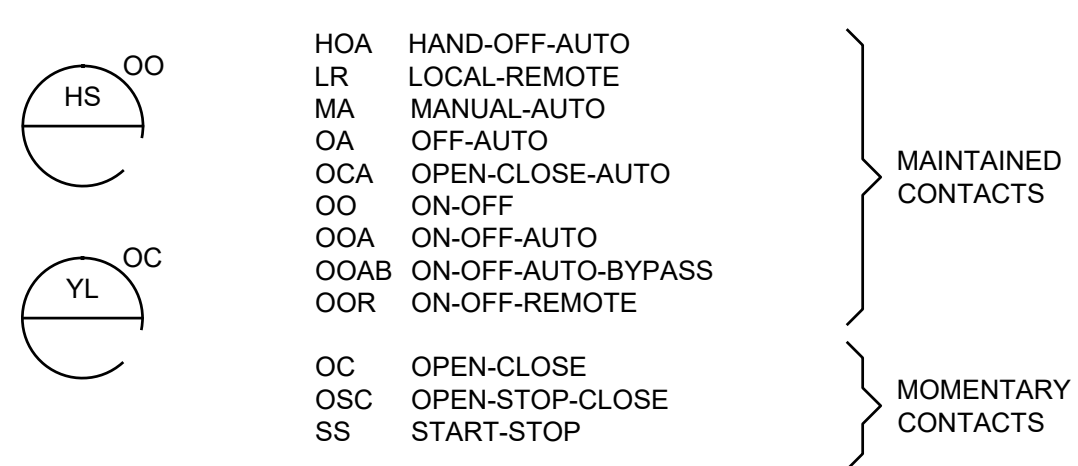 OO
HS
OC
YL
HOA HAND-OFF-AUTO
LR LOCAL-REMOTE
MA MANUAL-AUTO
OA OFF-AUTO
OCA OPEN-CLOSE-AUTO
OO ON-OFF
OOA ON-OFF-AUTO
OOAB ON-OFF-AUTO-BYPASS
OOR ON-OFF-REMOTE
MAINTAINED
CONTACTS
OC OPEN-CLOSE
OSC OPEN-STOP-CLOSE
SS START-STOP
MOMENTARY
CONTACTS